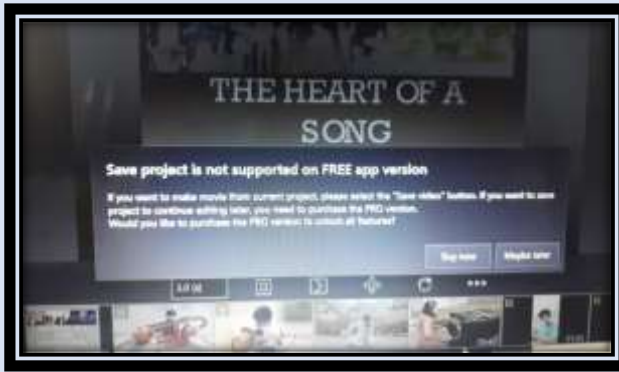 THE HEART OF A
SONG
Save project is not supported on FREE app version
If you want to make movie from current project, please select the "Save video" button. If you want to save
project to continue editing later, you need to purchase the PRO version.
Would you like to purchase the PRO version to unlock all features?
Buy now Maybe later